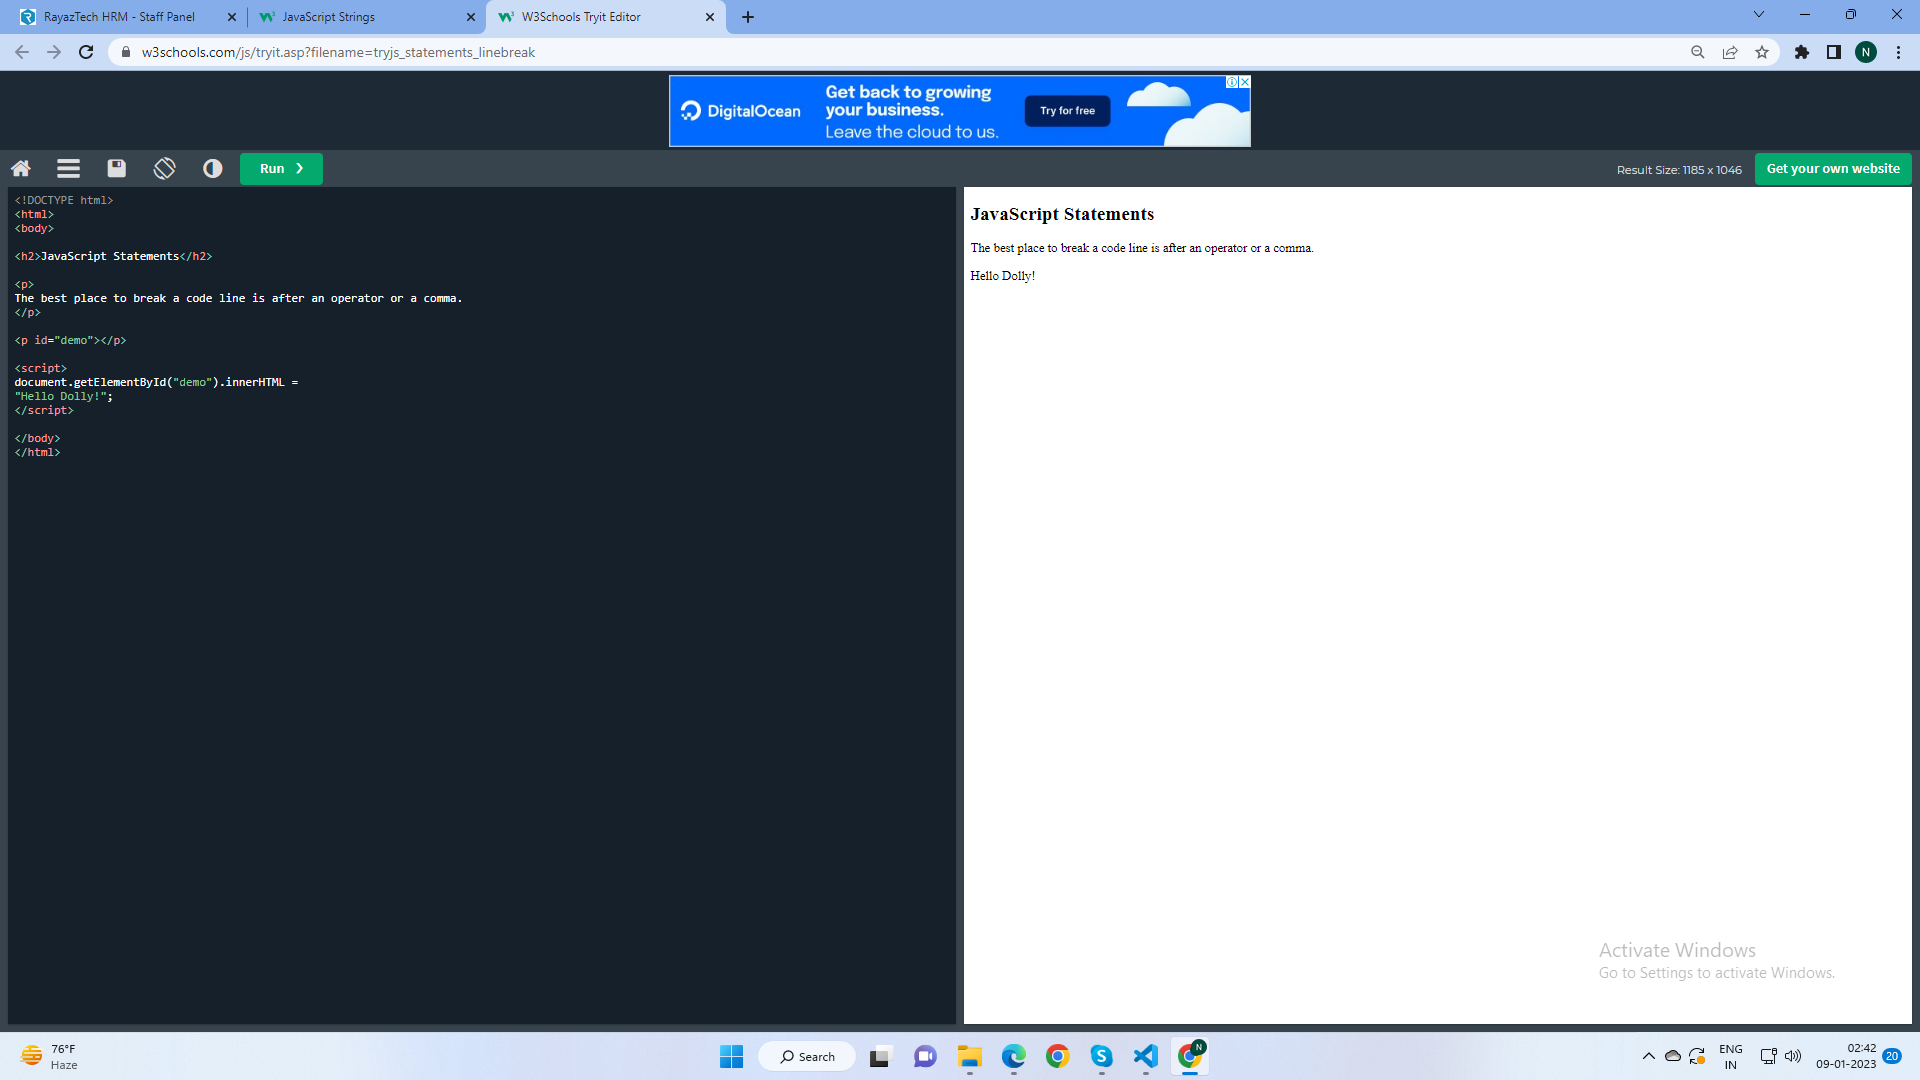 RayazTech HRM - Staff Panel
JavaScript Strings
W3Schools Tryit Editor
w3schools.com/js/tryit.asp?filename=tryjs_statements_linebreak
N
DigitalOcean
Get back to growing
your business.
Leave the cloud to us.
Try for free
Run ❯
Result Size: 1185 x 1046
Get your own website
<!DOCTYPE html>
<html>
<body>
<h2>JavaScript Statements</h2>
<p>
The best place to break a code line is after an operator or a comma.
</p>
<p id="demo"></p>
<script>
document.getElementById("demo").innerHTML =
"Hello Dolly!";
</script>
</body>
</html>
JavaScript Statements
The best place to break a code line is after an operator or a comma.
Hello Dolly!
Activate Windows
Go to Settings to activate Windows.
76°F
Haze
Search
N
ENG
IN
02:42
09-01-2023
20